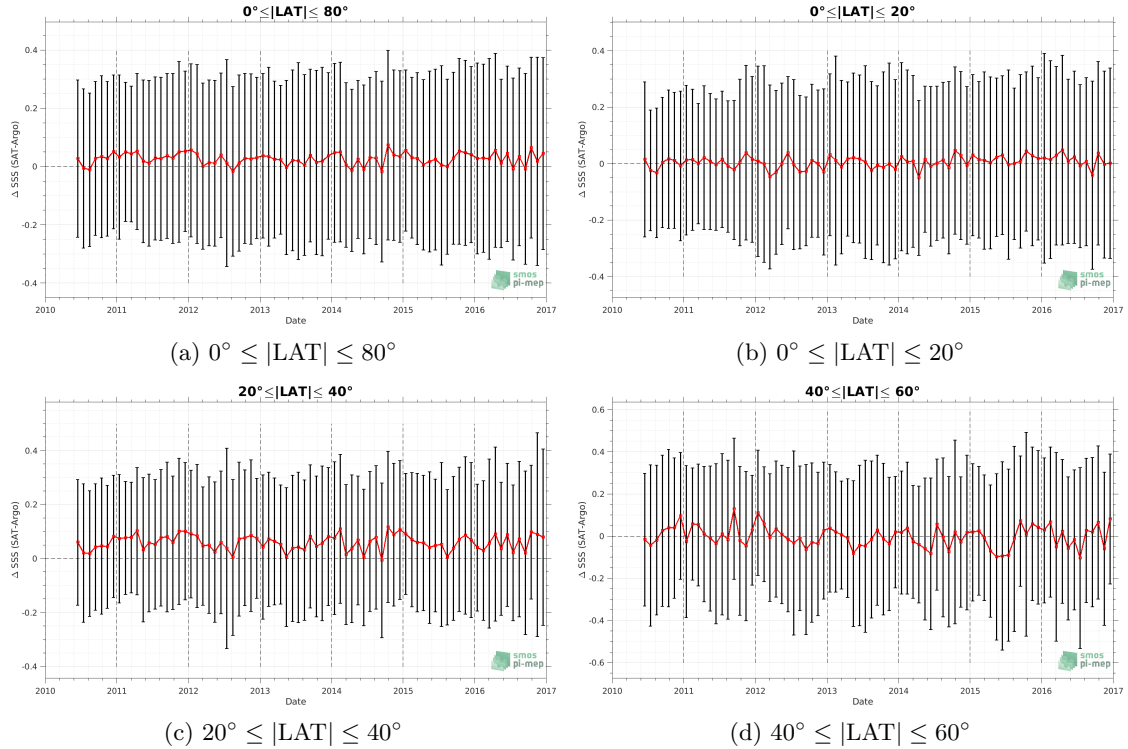 0°≤|LAT|≤ 80°
0.4
0.2
0
-0.2
-0.4
Δ SSS (SAT-Argo)
2010 2011 2012 2013 2014 2015 2016 2017
Date
smos
pi-mep
(a) 0° ≤ |LAT| ≤ 80°
0°≤|LAT|≤ 20°
0.4
0.2
0
-0.2
-0.4
Δ SSS (SAT-Argo)
2010 2011 2012 2013 2014 2015 2016 2017
Date
smos
pi-mep
(b) 0° ≤ |LAT| ≤ 20°
20°≤|LAT|≤ 40°
0.4
0.2
0
-0.2
-0.4
Δ SSS (SAT-Argo)
2010 2011 2012 2013 2014 2015 2016 2017
Date
smos
pi-mep
(c) 20° ≤ |LAT| ≤ 40°
40°≤|LAT|≤ 60°
0.6
0.4
0.2
0
-0.2
-0.4
-0.6
Δ SSS (SAT-Argo)
2010 2011 2012 2013 2014 2015 2016 2017
Date
smos
pi-mep
(d) 40° ≤ |LAT| ≤ 60°